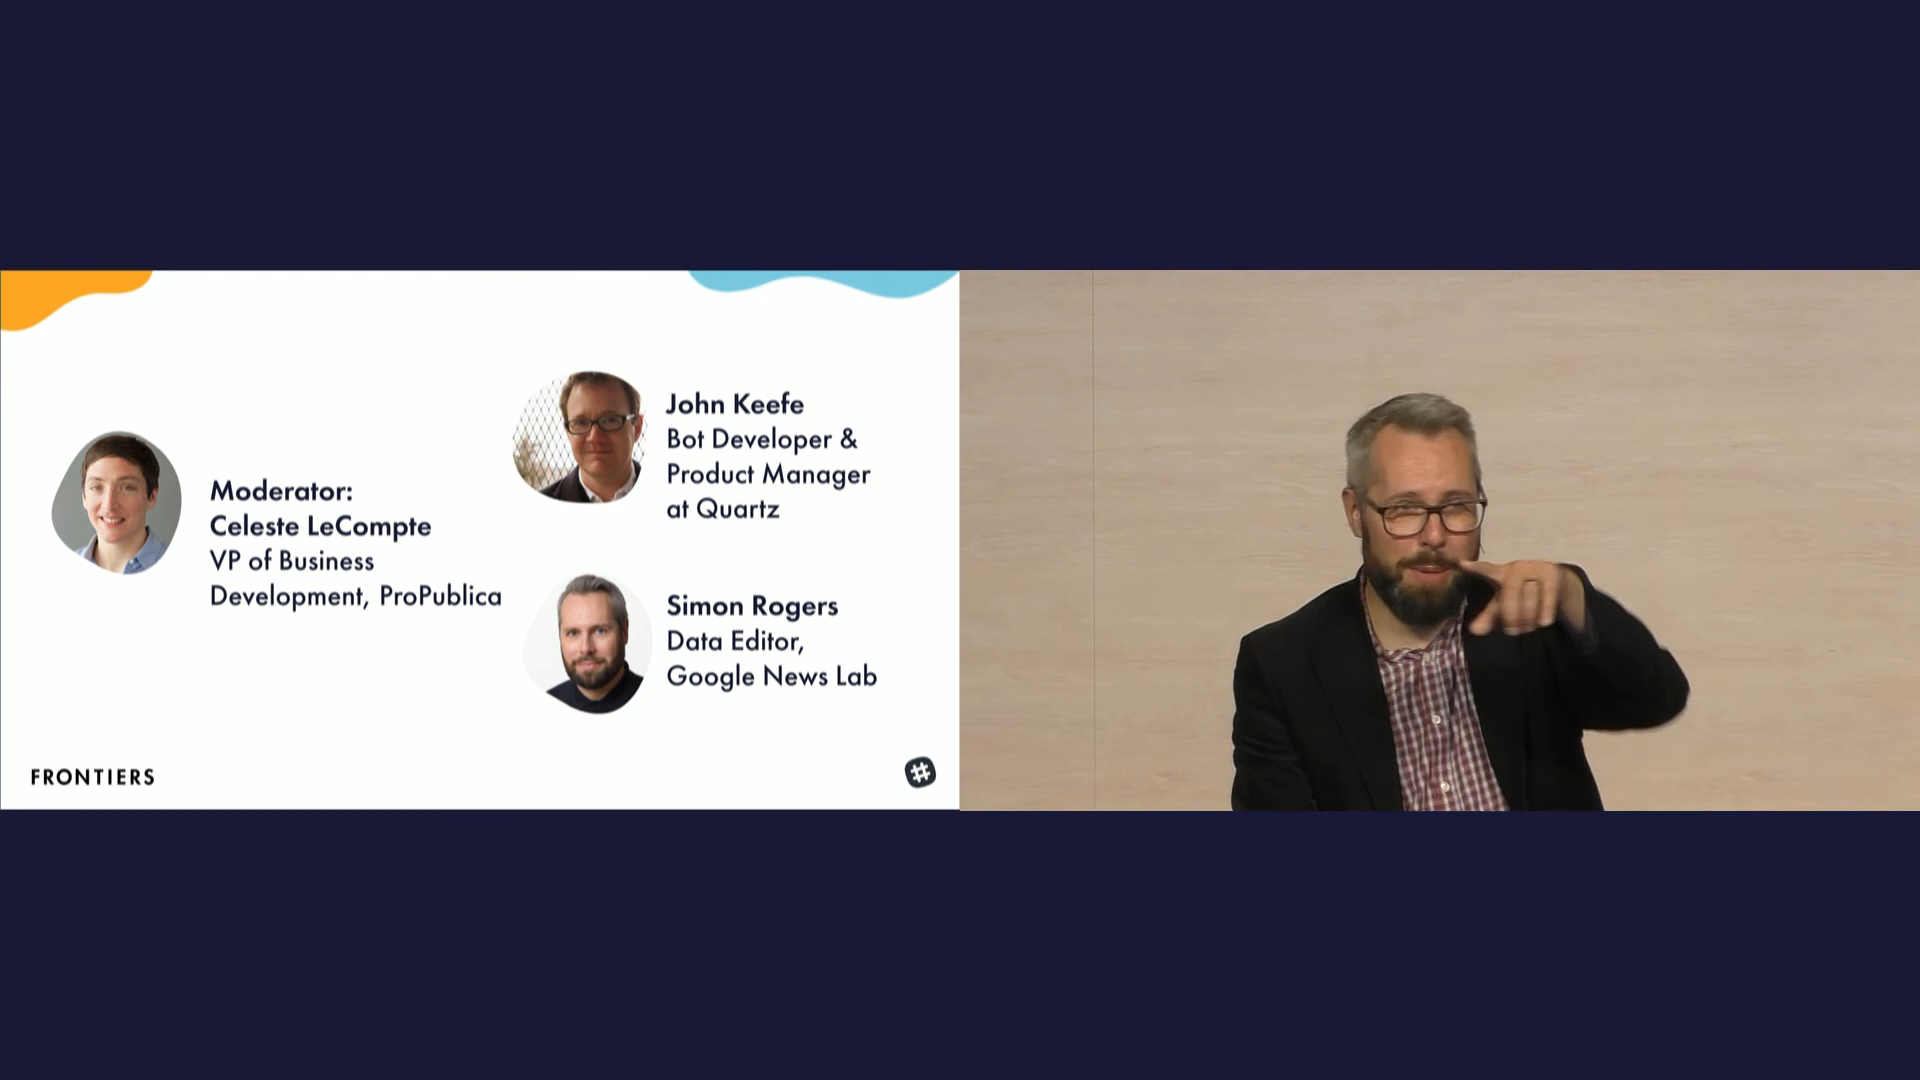 Moderator:
Celeste LeCompte
VP of Business
Development, ProPublica
John Keefe
Bot Developer &
Product Manager
at Quartz
Simon Rogers
Data Editor,
Google News Lab
FRONTIERS
#